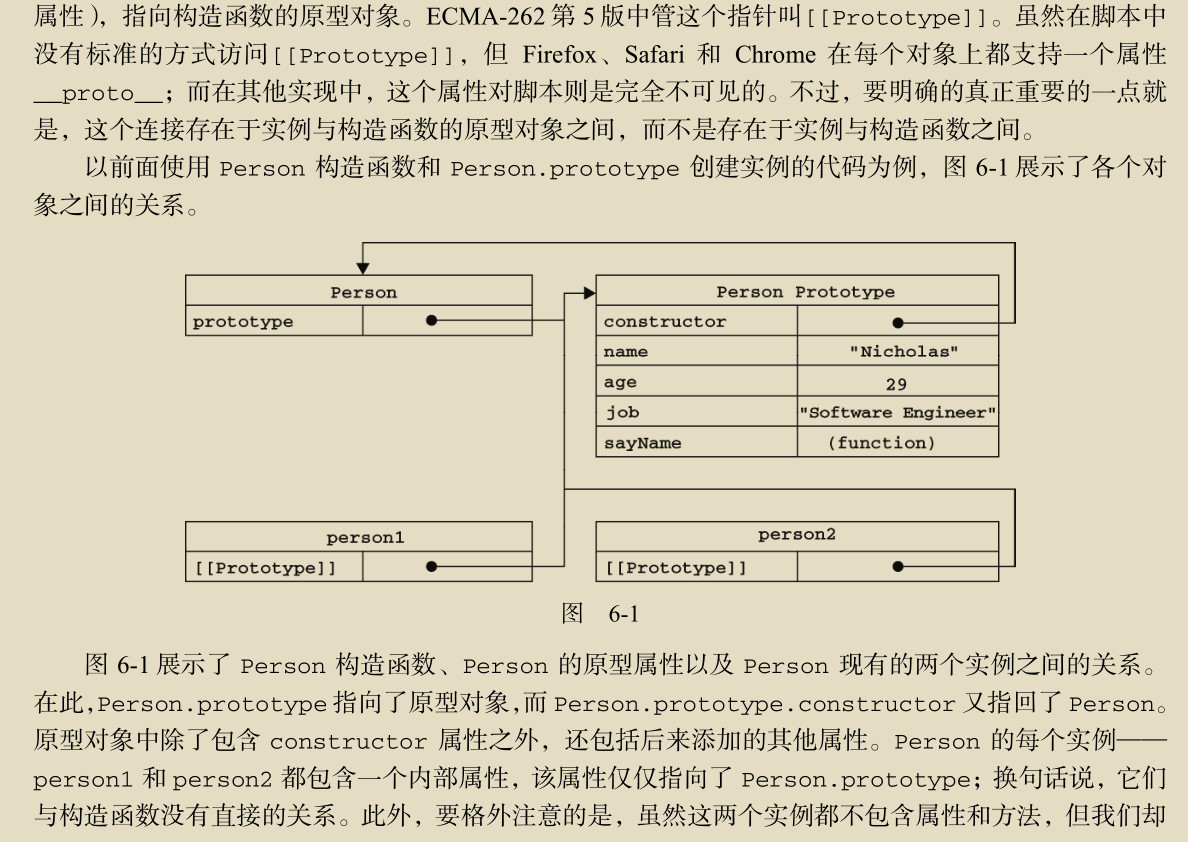 属性），指向构造函数的原型对象。ECMA-262 第 5 版中管这个指针叫[[Prototype]]。虽然在脚本中
没有标准的方式访问[[Prototype]]，但 Firefox、Safari 和 Chrome 在每个对象上都支持一个属性
__proto__；而在其他实现中，这个属性对脚本则是完全不可见的。不过，要明确的真正重要的一点就
是，这个连接存在于实例与构造函数的原型对象之间，而不是存在于实例与构造函数之间。
以前面使用 Person 构造函数和 Person.prototype 创建实例的代码为例，图 6-1 展示了各个对
象之间的关系。
Person
prototype
Person Prototype
constructor
name "Nicholas"
age 29
job "Software Engineer"
sayName (function)
person1
[[Prototype]]
person2
[[Prototype]]
图 6-1
图 6-1 展示了 Person 构造函数、Person 的原型属性以及 Person 现有的两个实例之间的关系。
在此，Person.prototype 指向了原型对象，而 Person.prototype.constructor 又指回了 Person。
原型对象中除了包含 constructor 属性之外，还包括后来添加的其他属性。Person 的每个实例——
person1 和 person2 都包含一个内部属性，该属性仅仅指向了 Person.prototype；换句话说，它们
与构造函数没有直接的关系。此外，要格外注意的是，虽然这两个实例都不包含属性和方法，但我们却